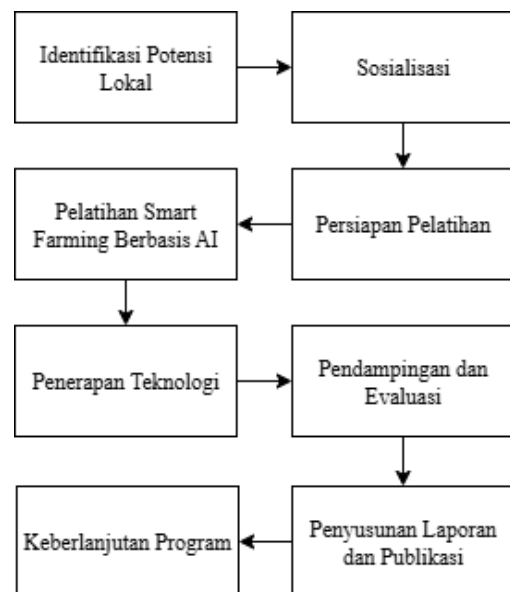 Identifikasi Potensi
Lokal
Sosialisasi
Persiapan Pelatihan
Pelatihan Smart
Farming Berbasis AI
Penerapan Teknologi
Pendampingan dan
Evaluasi
Penyusunan Laporan
dan Publikasi
Keberlanjutan Program